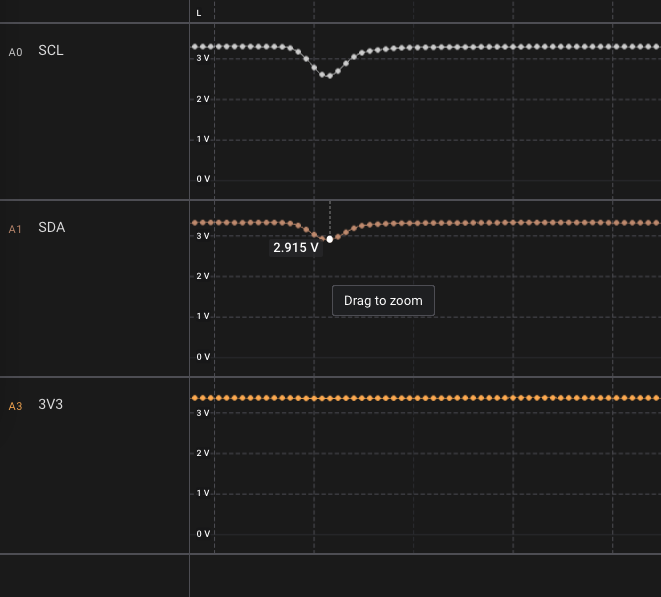 L
A0 SCL
3 V
2 V
1 V
0 V
A1 SDA
3 V
2.915 V
2 V
Drag to zoom
1 V
0 V
A3 3V3
3 V
2 V
1 V
0 V